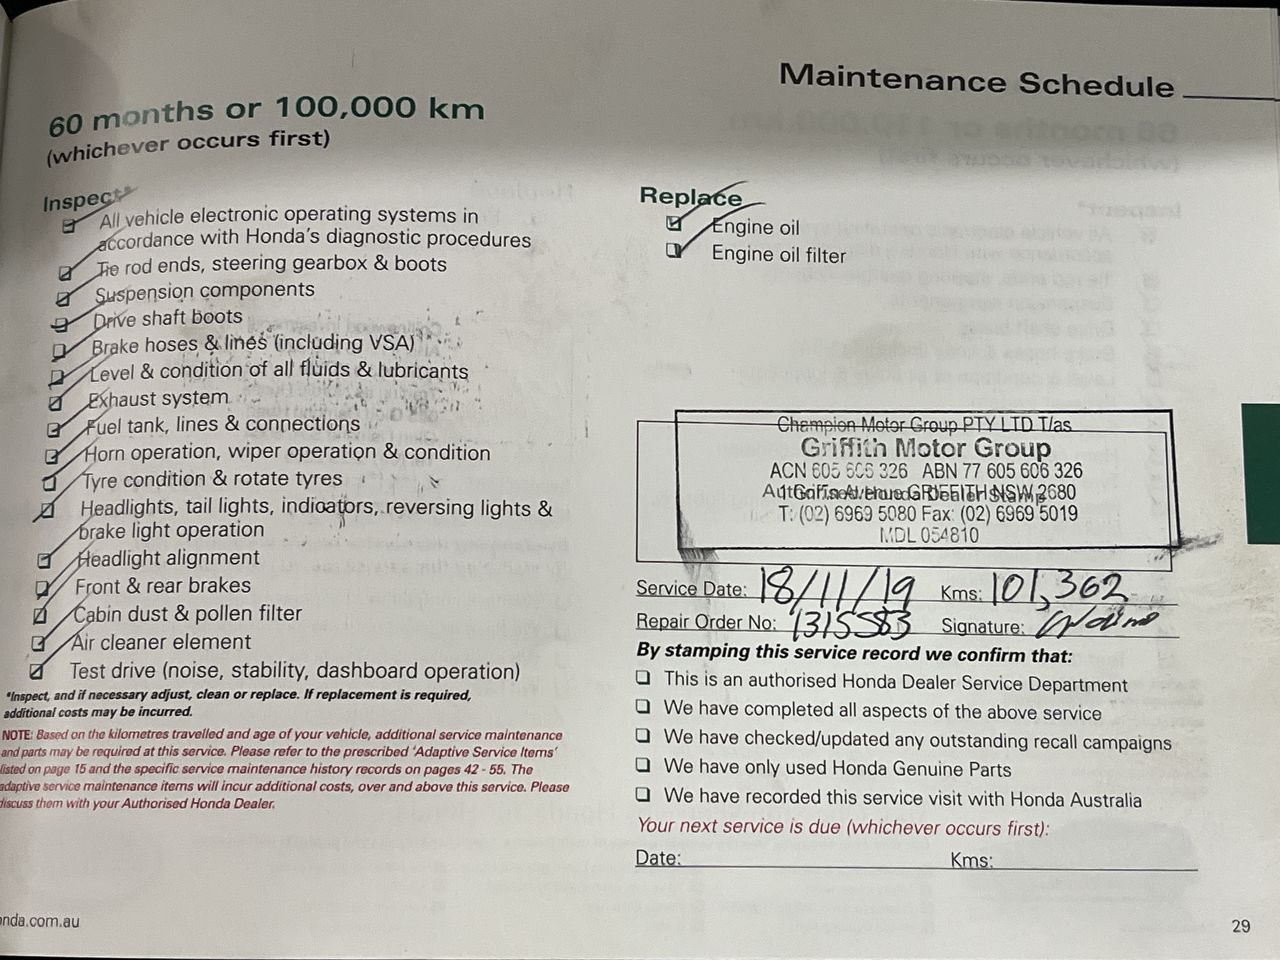 Maintenance Schedule
60 months or 100,000 km
(whichever occurs first)
Inspect*
All vehicle electronic operating systems in
accordance with Honda's diagnostic procedures
Tie rod ends, steering gearbox & boots
Suspension components
Drive shaft boots
Brake hoses & lines (including VSA)
Level & condition of all fluids & lubricants
Exhaust system
Fuel tank, lines & connections
Horn operation, wiper operation & condition
Tyre condition & rotate tyres
Headlights, tail lights, indicators, reversing lights &
brake light operation
Headlight alignment
Front & rear brakes
Cabin dust & pollen filter
Air cleaner element
Test drive (noise, stability, dashboard operation)
*Inspect, and if necessary adjust, clean or replace. If replacement is required,
additional costs may be incurred.
NOTE: Based on the kilometres travelled and age of your vehicle, additional service maintenance
and parts may be required at this service. Please refer to the prescribed 'Adaptive Service Items'
listed on page 15 and the specific service maintenance history records on pages 42 - 55. The
adaptive service maintenance items will incur additional costs, over and above this service. Please
discuss them with your Authorised Honda Dealer.
Replace
Engine oil
Engine oil filter
Champion Motor Group PTY LTD T/as
Griffith Motor Group
ACN 605 606 326 ABN 77 605 606 326
GRIFFITH NSW 2680
T: (02) 6969 5080 Fax: (02) 6969 5019
MDL 054810
Service Date: 18/11/19 Kms: 101,362
Repair Order No: 1315583 Signature:
By stamping this service record we confirm that:
This is an authorised Honda Dealer Service Department
We have completed all aspects of the above service
We have checked/updated any outstanding recall campaigns
We have only used Honda Genuine Parts
We have recorded this service visit with Honda Australia
Your next service is due (whichever occurs first):
Date: Kms:
nda.com.au
29